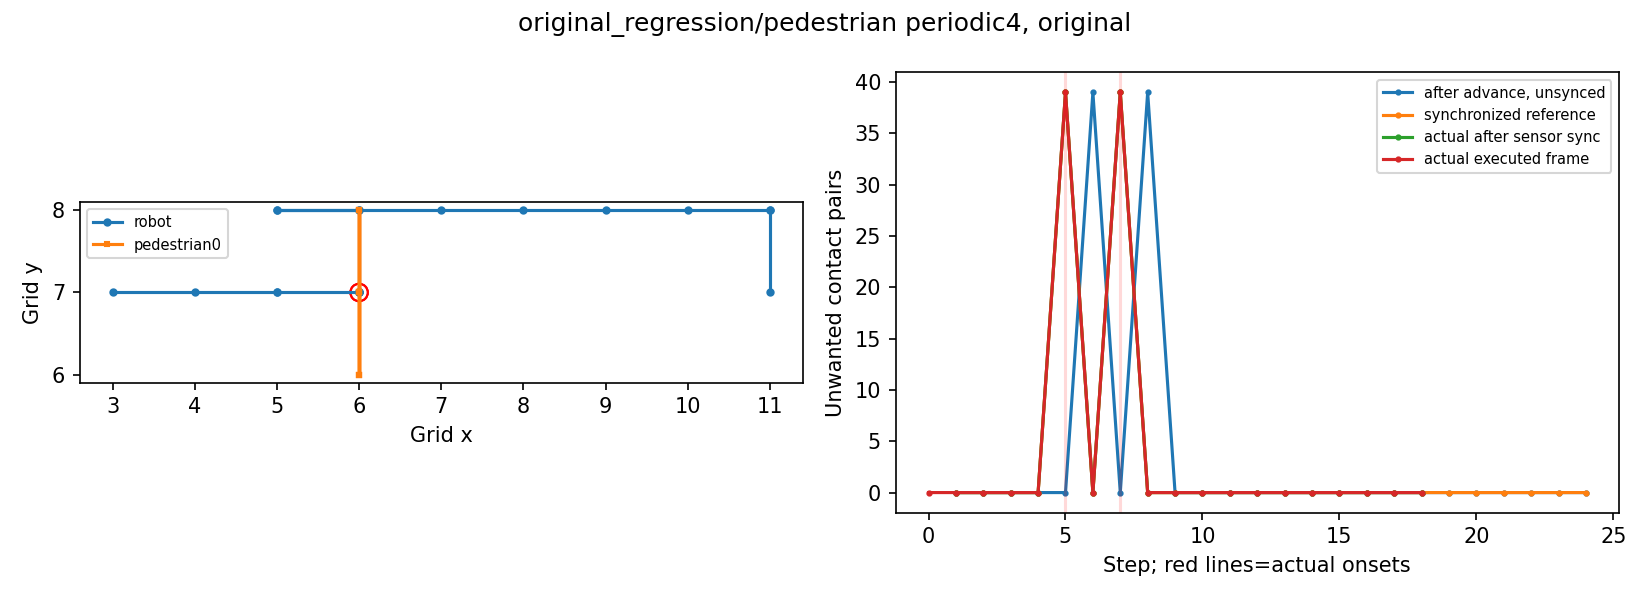 original_regression/pedestrian periodic4, original
robot
pedestrian0
8
7
6
Grid y
3 4 5 6 7 8 9 10 11
Grid x
after advance, unsynced
synchronized reference
actual after sensor sync
actual executed frame
40
35
30
25
20
15
10
5
0
Unwanted contact pairs
0 5 10 15 20 25
Step; red lines=actual onsets